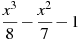 x³/8 − x²/7 − 1